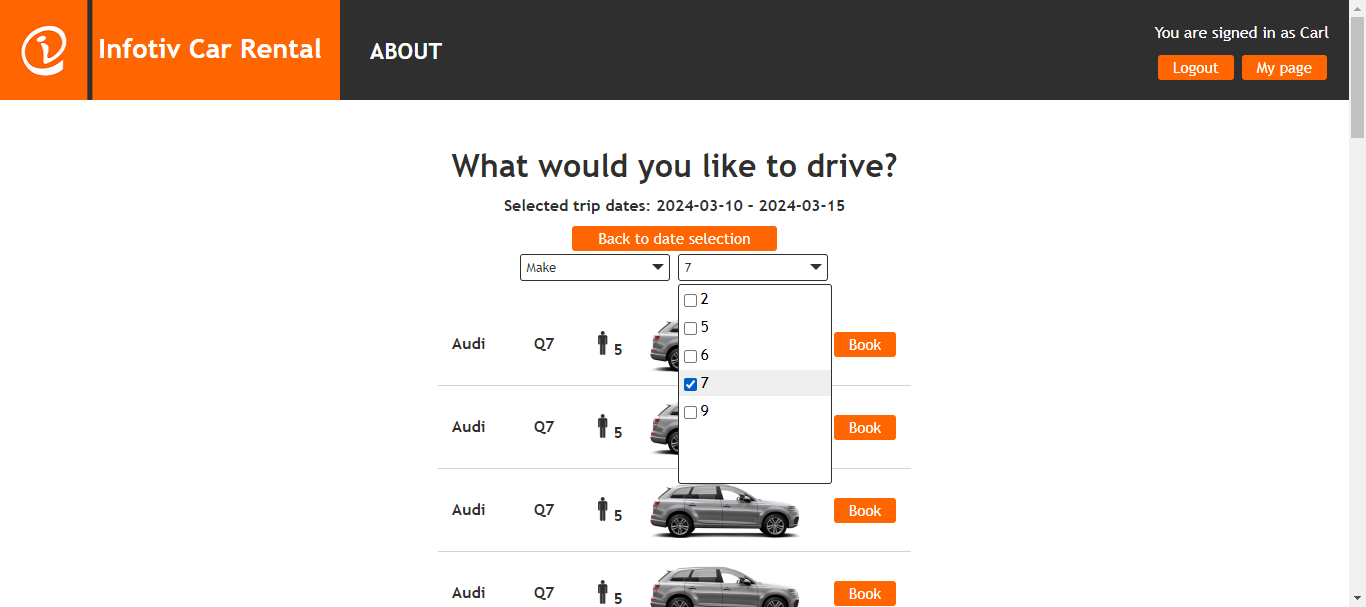 Infotiv Car Rental
ABOUT
You are signed in as Carl
Logout My page
What would you like to drive?
Selected trip dates: 2024-03-10 - 2024-03-15
Back to date selection
Make 7
2
5
6
7
9
Audi Q7 5 Book
Audi Q7 5 Book
Audi Q7 5 Book
Audi Q7 5 Book